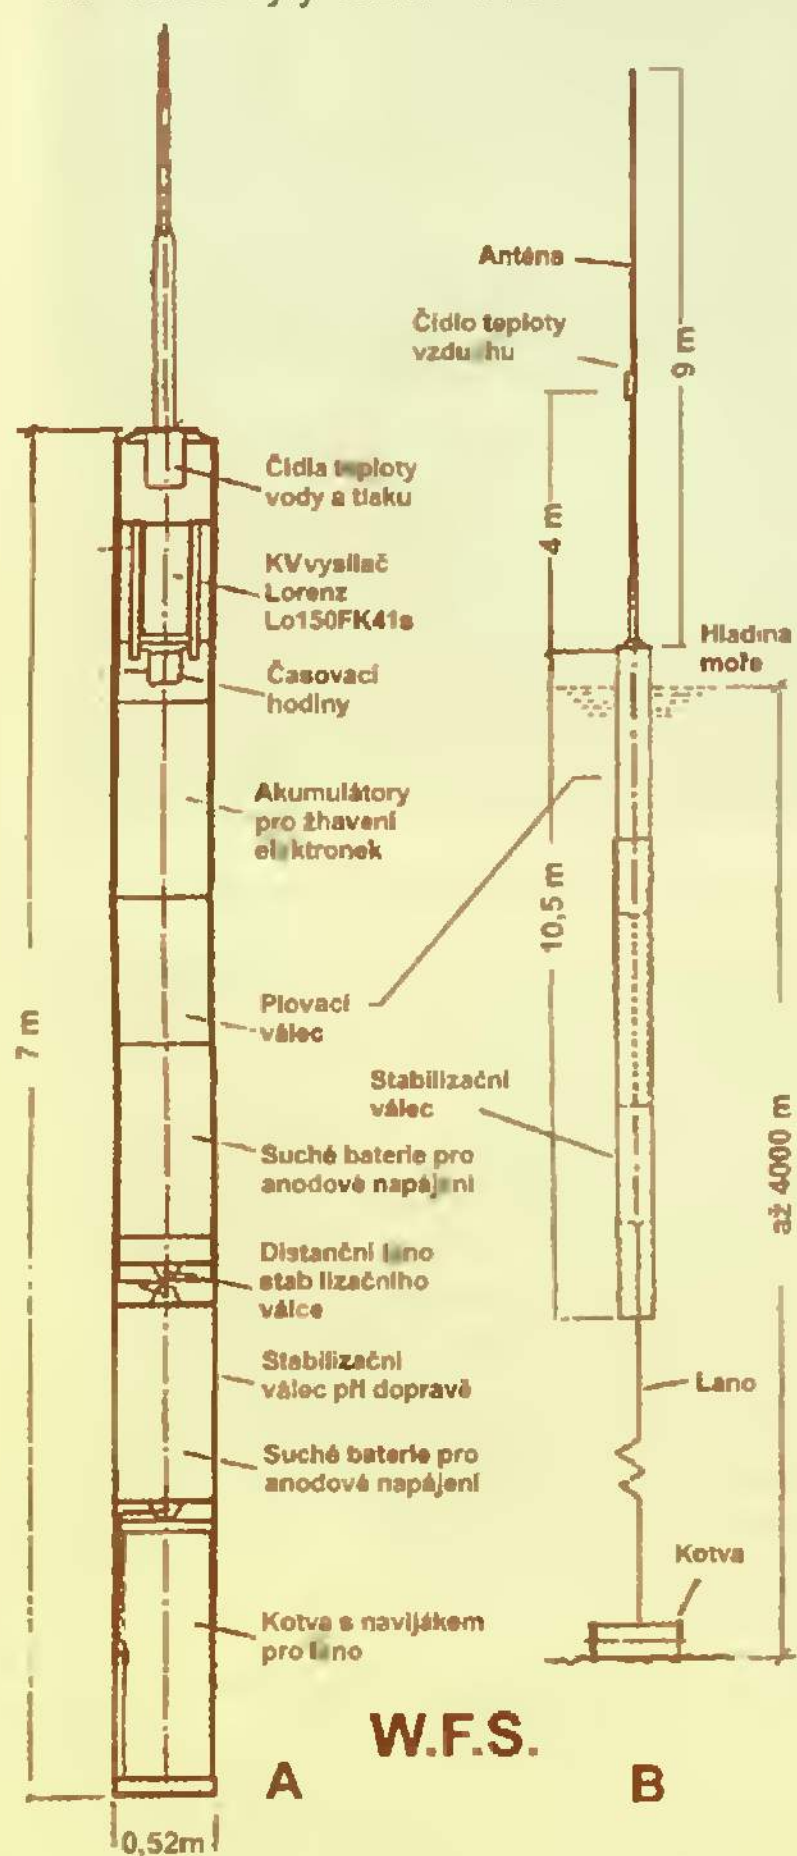 Anténa
Čidlo teploty
vzduchu
9 m
4 m
Čidla teploty
vody a tlaku
KV vysílač
Lorenz
Lo150FK41s
Hladina
moře
Časovací
hodiny
Akumulátory
pro žhavení
elektronek
10,5 m
Plovací
válec
7 m
Stabilizační
válec
až 4000 m
Suché baterie pro
anodové napájení
Distanční lano
stabilizačního
válce
Stabilizační
válec při dopravě
Lano
Suché baterie pro
anodové napájení
Kotva
Kotva s navijákem
pro lano
W.F.S.
A
B
0,52m